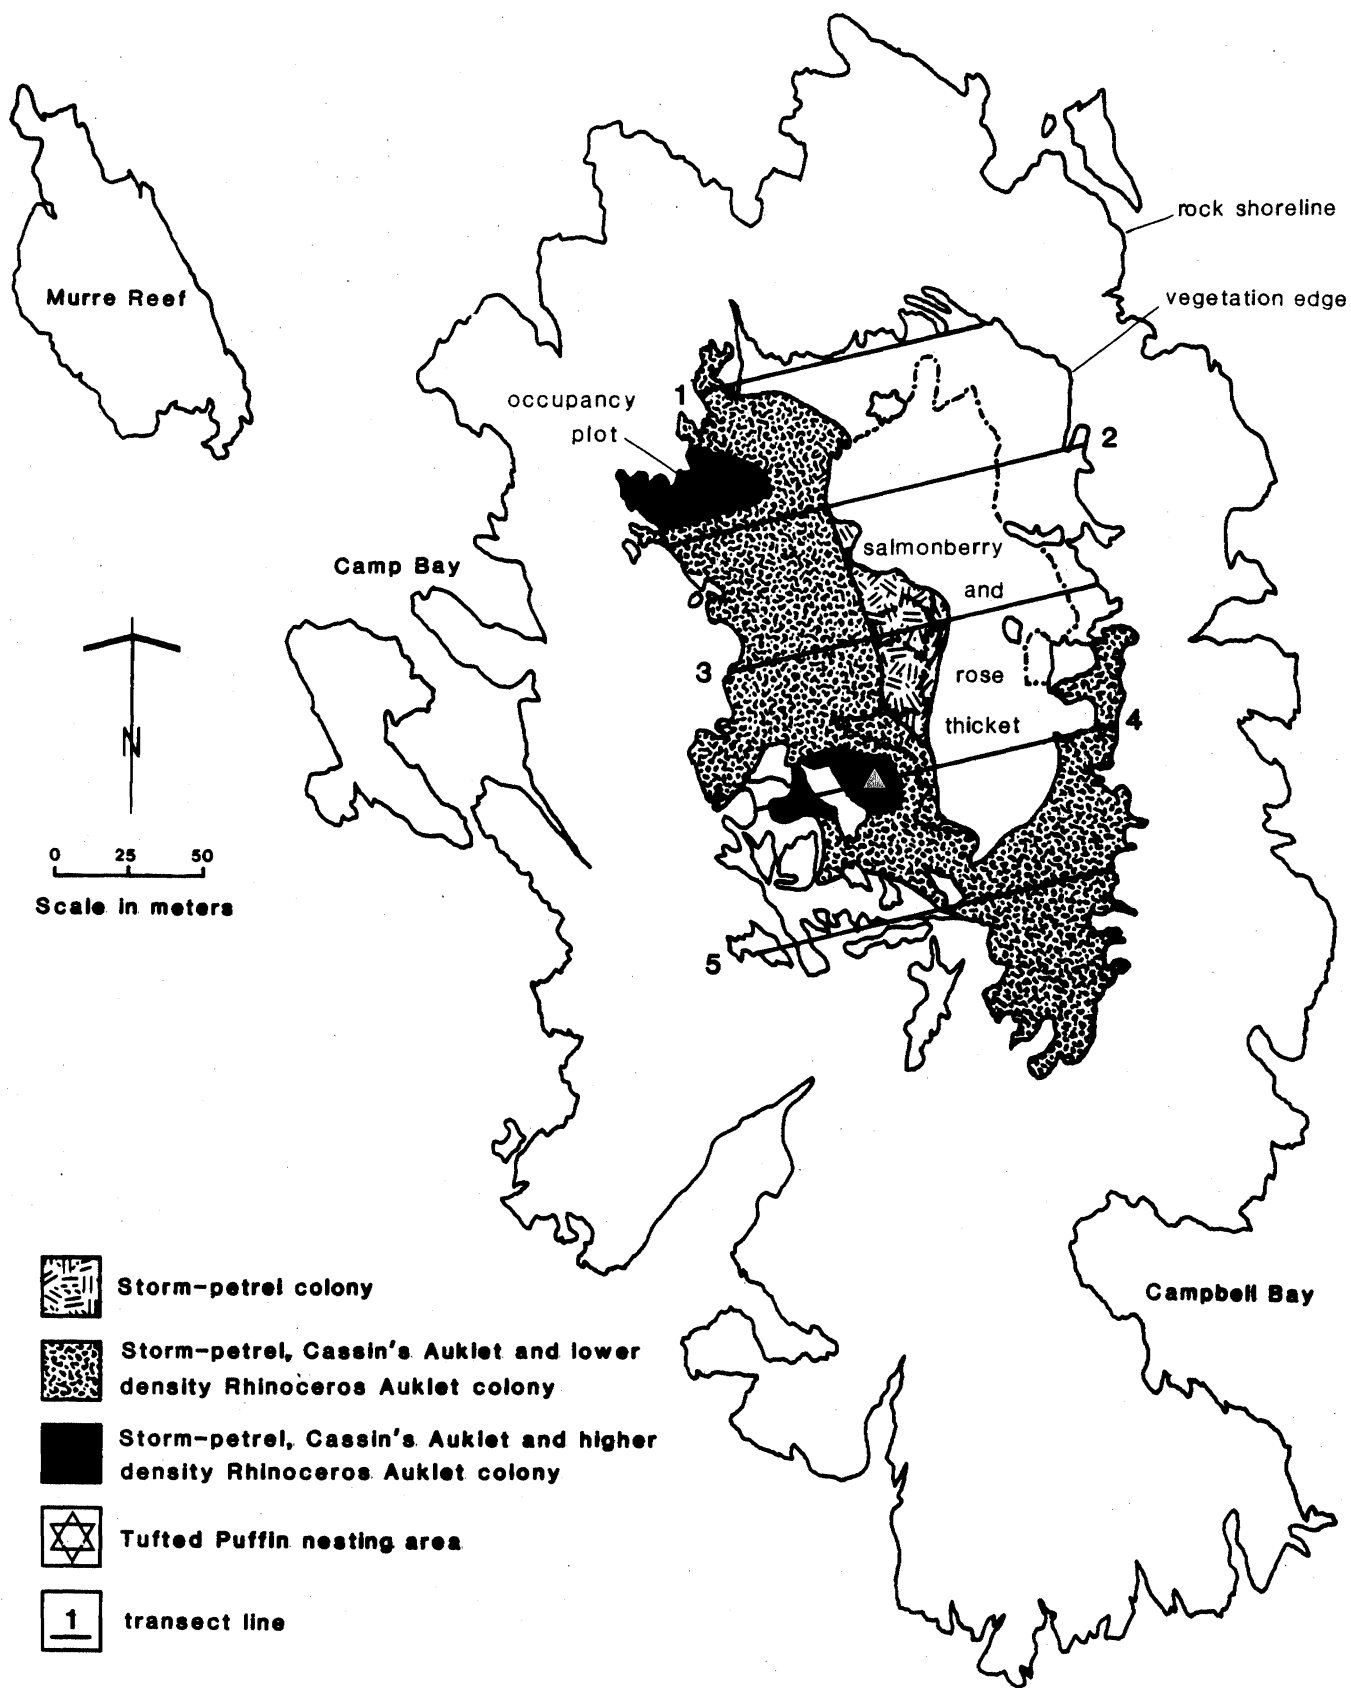 rock shoreline
Murre Reef
vegetation edge
1
occupancy
plot
2
salmonberry
Camp Bay
and
3
rose
thicket
4
N
0 25 50
Scale in meters
5
Storm-petrel colony
Campbell Bay
Storm-petrel, Cassin's Auklet and lower
density Rhinoceros Auklet colony
Storm-petrel, Cassin's Auklet and higher
density Rhinoceros Auklet colony
Tufted Puffin nesting area
1
transect line